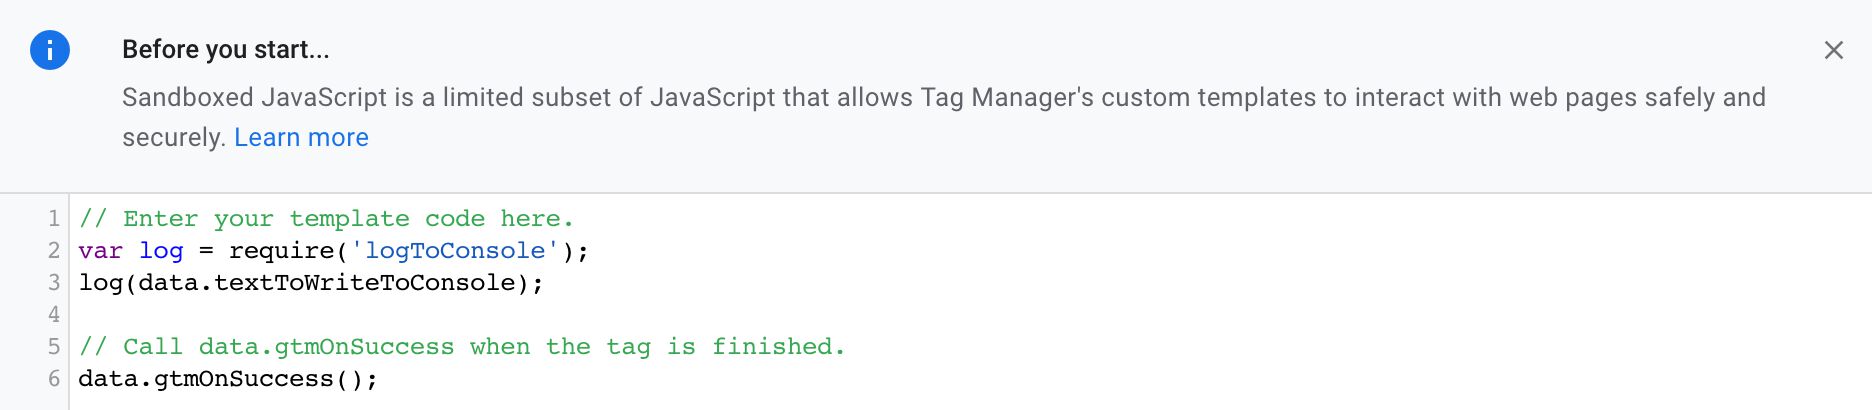 Before you start...
Sandboxed JavaScript is a limited subset of JavaScript that allows Tag Manager's custom templates to interact with web pages safely and
securely. Learn more
1 // Enter your template code here.
2 var log = require('logToConsole');
3 log(data.textToWriteToConsole);
4
5 // Call data.gtmOnSuccess when the tag is finished.
6 data.gtmOnSuccess();